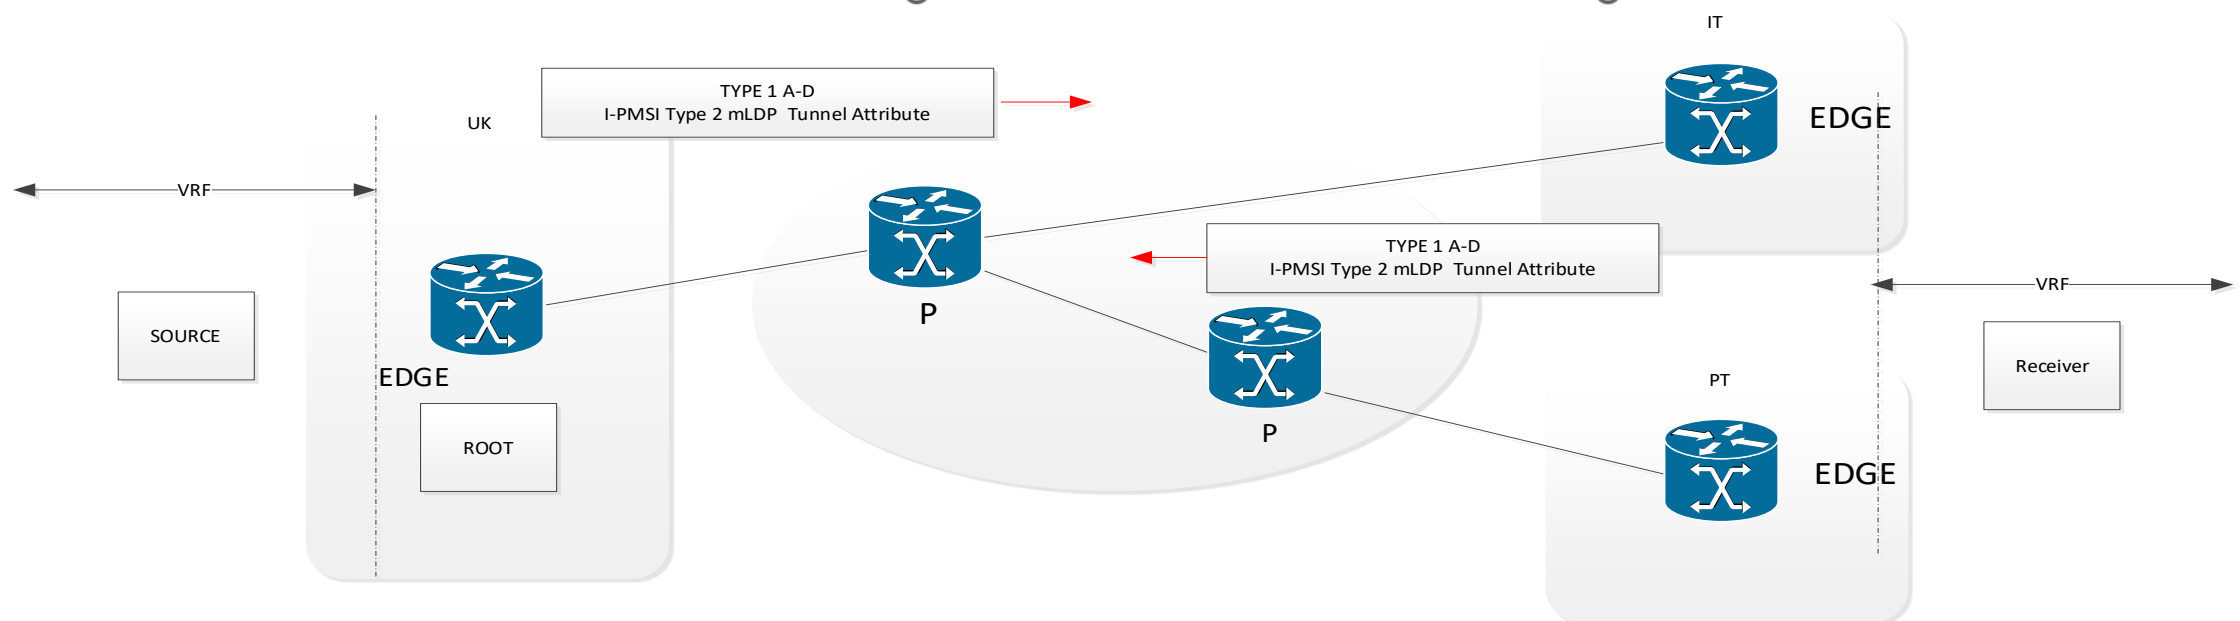 IT
TYPE 1 A-D
I-PMSI Type 2 mLDP  Tunnel Attribute
UK
EDGE
VRF
TYPE 1 A-D
I-PMSI Type 2 mLDP  Tunnel Attribute
VRF
P
SOURCE
Receiver
EDGE
PT
P
ROOT
EDGE